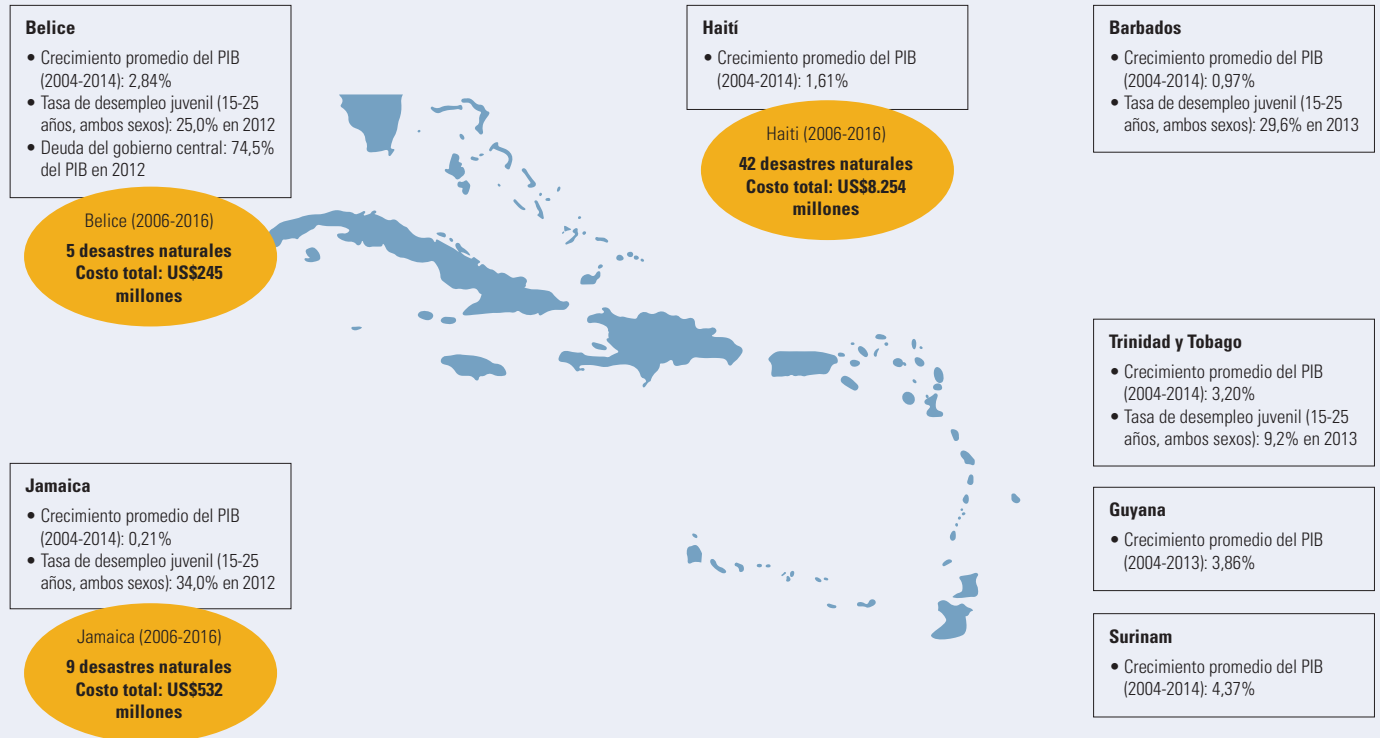 Belice
• Crecimiento promedio del PIB
(2004-2014): 2,84%
• Tasa de desempleo juvenil (15-25
años, ambos sexos): 25,0% en 2012
• Deuda del gobierno central: 74,5%
del PIB en 2012
Belice (2006-2016)
5 desastres naturales
Costo total: US$245
millones
Haití
• Crecimiento promedio del PIB
(2004-2014): 1,61%
Haiti (2006-2016)
42 desastres naturales
Costo total: US$8.254
millones
Barbados
• Crecimiento promedio del PIB
(2004-2014): 0,97%
• Tasa de desempleo juvenil (15-25
años, ambos sexos): 29,6% en 2013
Jamaica
• Crecimiento promedio del PIB
(2004-2014): 0,21%
• Tasa de desempleo juvenil (15-25
años, ambos sexos): 34,0% en 2012
Jamaica (2006-2016)
9 desastres naturales
Costo total: US$532
millones
Trinidad y Tobago
• Crecimiento promedio del PIB
(2004-2014): 3,20%
• Tasa de desempleo juvenil (15-25
años, ambos sexos): 9,2% en 2013
Guyana
• Crecimiento promedio del PIB
(2004-2013): 3,86%
Surinam
• Crecimiento promedio del PIB
(2004-2014): 4,37%